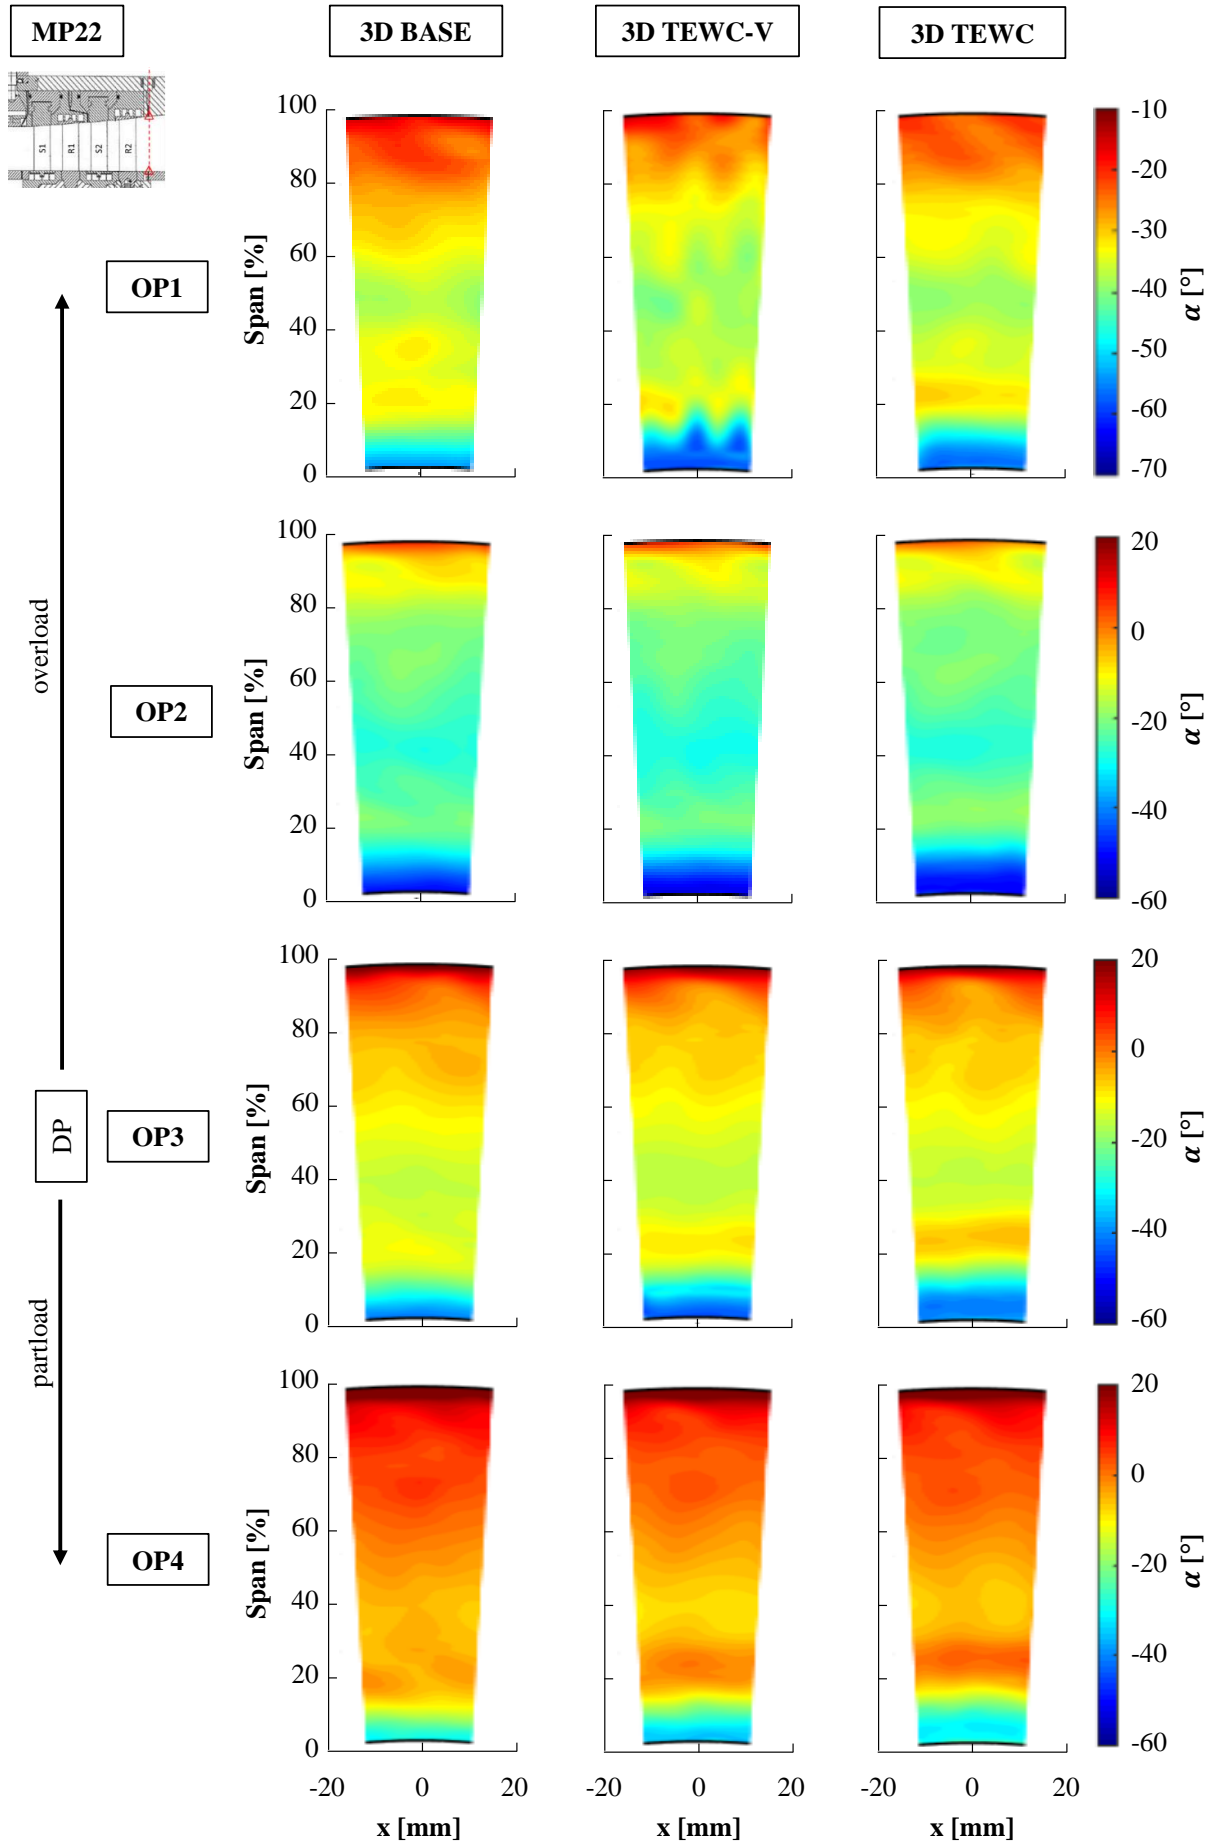 MP22
3D BASE
3D TEWC-V
3D TEWC
S1
R1
S2
R2
overload
DP
partload
OP1
Span [%]
100
80
60
40
20
0
20
-10
-20
-30
-40
-50
-60
-70
α [°]
OP2
Span [%]
100
80
60
40
20
0
20
0
-20
-40
-60
α [°]
OP3
Span [%]
100
80
60
40
20
0
20
0
-20
-40
-60
α [°]
OP4
Span [%]
100
80
60
40
20
0
20
0
-20
-40
-60
α [°]
-20 0 20 0 20 0 20
x [mm] x [mm] x [mm]